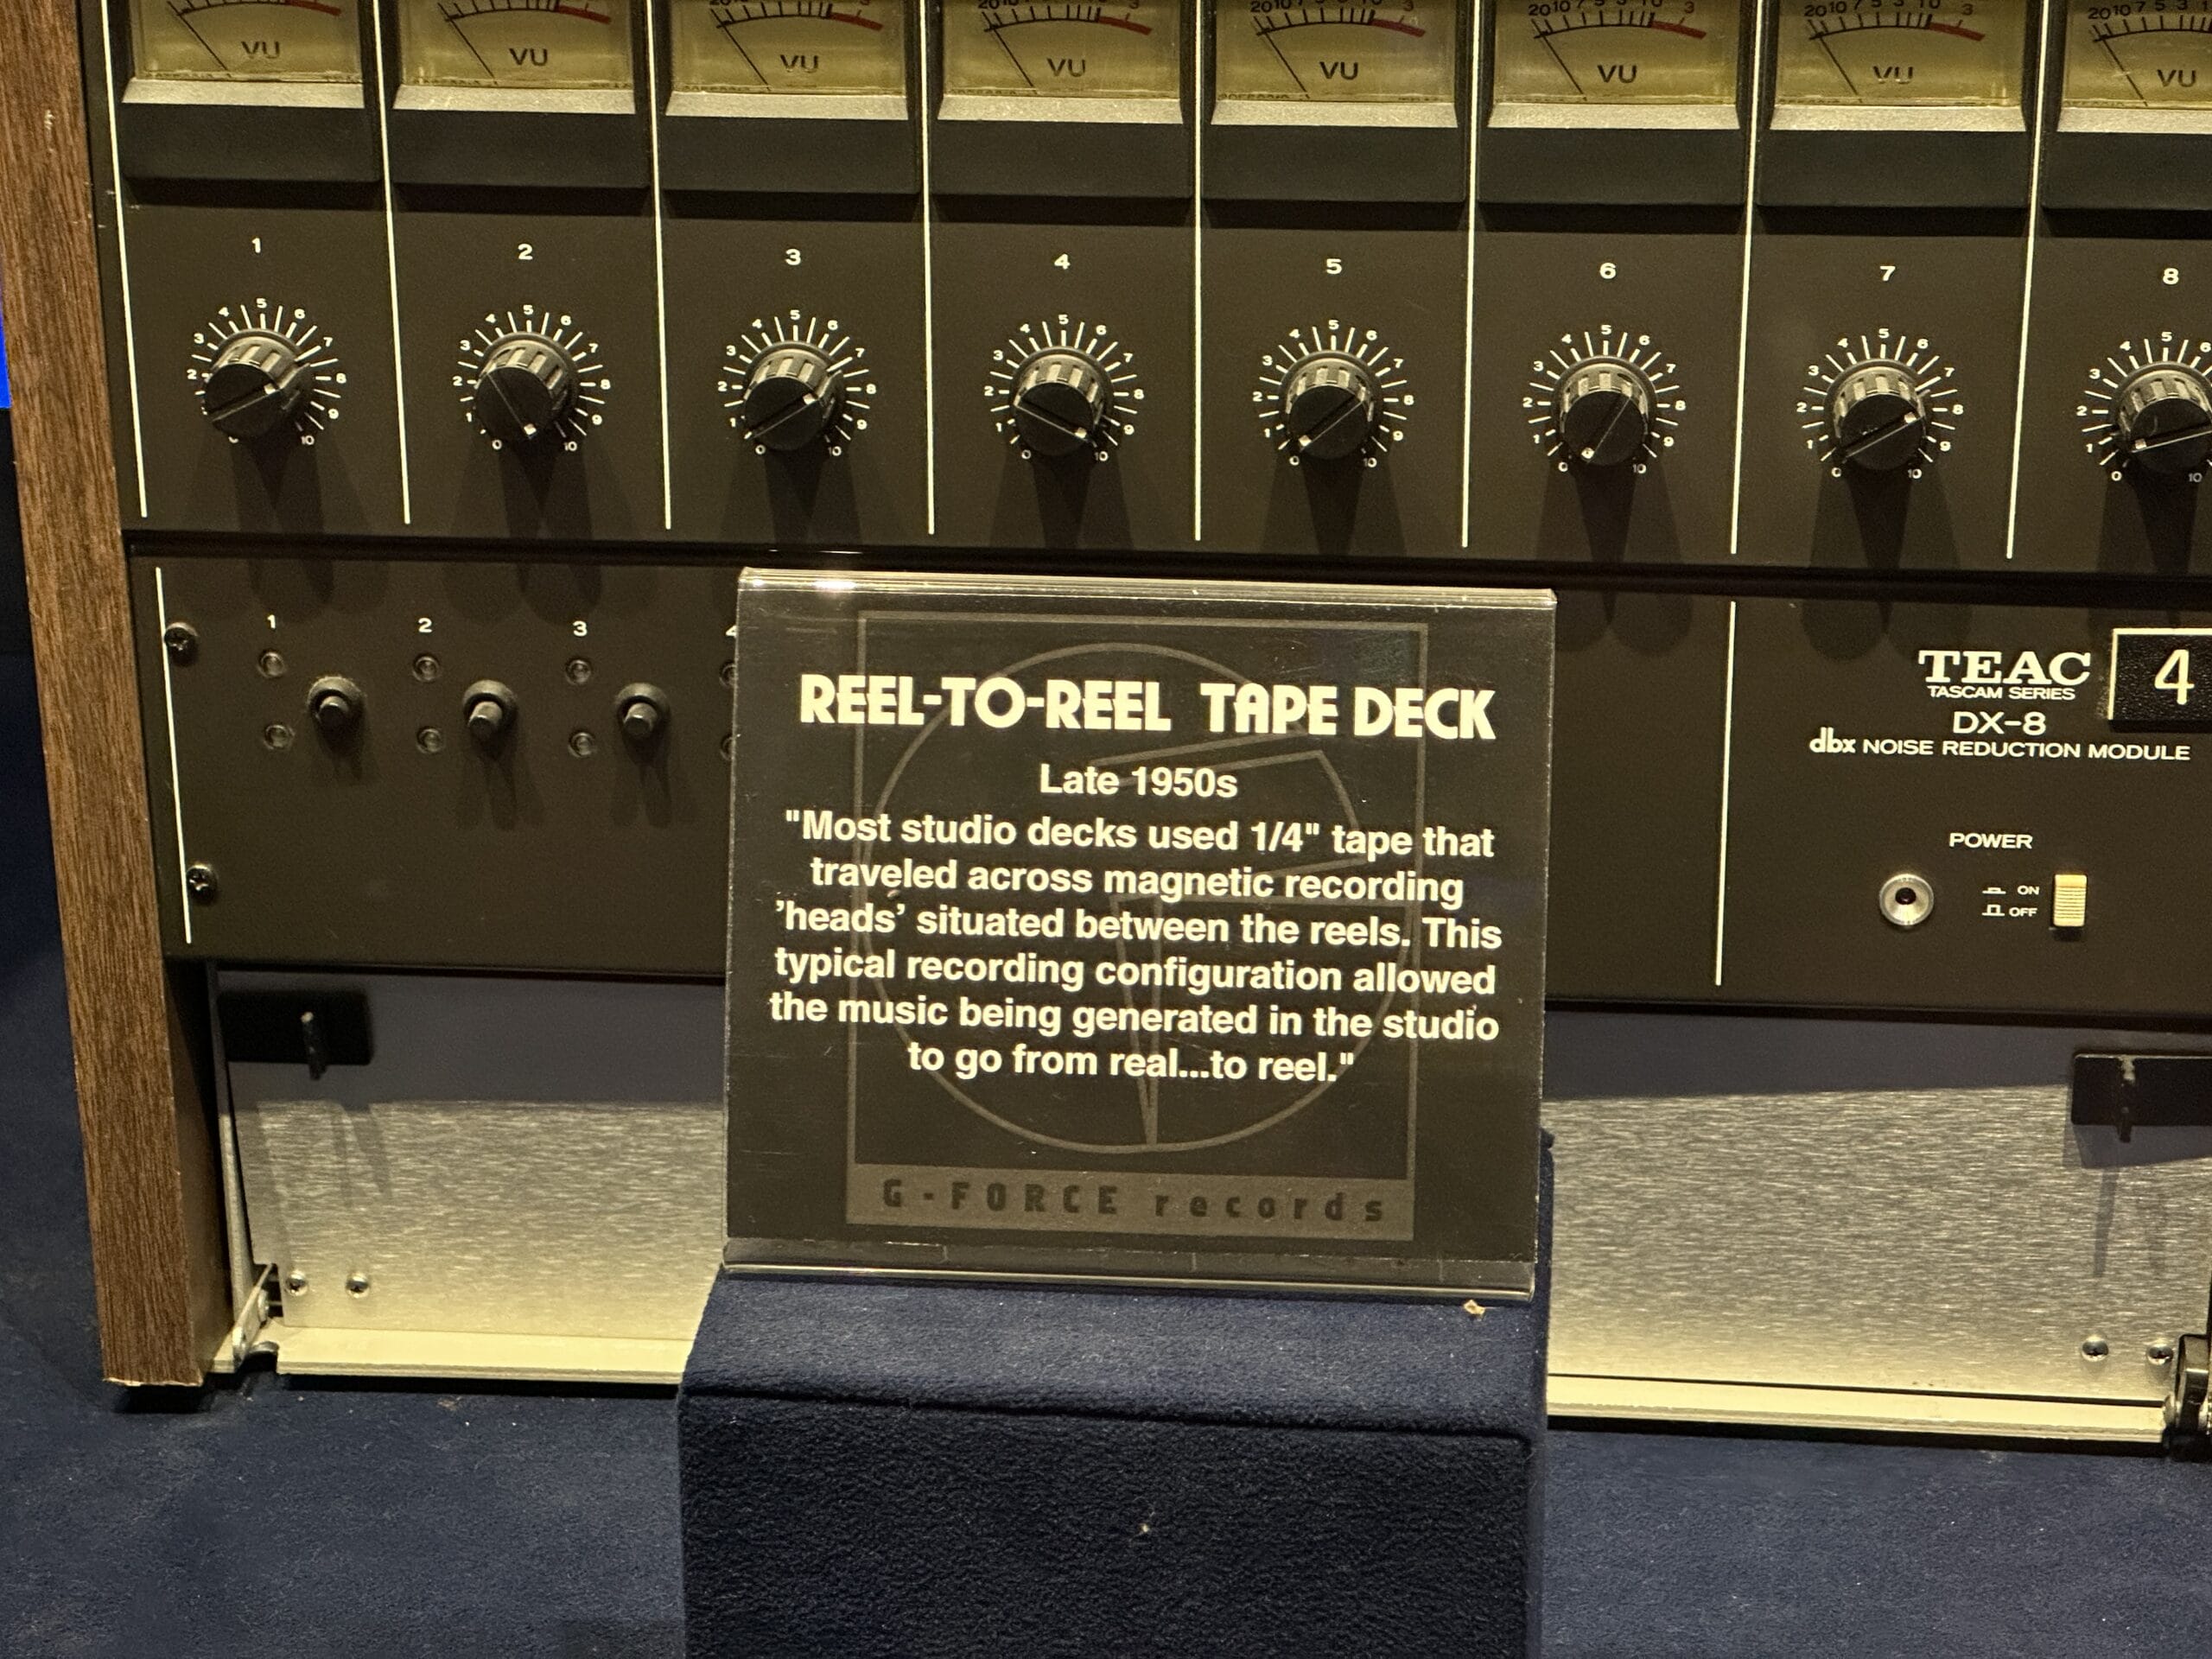 VU VU VU VU VU VU VU VU
1 2 3 4 5 6 7 8
1 2 3
TEAC
TASCAM SERIES
4
DX-8
dbx NOISE REDUCTION MODULE
POWER
ON
OFF
REEL-TO-REEL TAPE DECK
Late 1950s
"Most studio decks used 1/4" tape that
traveled across magnetic recording
'heads' situated between the reels. This
typical recording configuration allowed
the music being generated in the studio
to go from real...to reel."
G-FORCE records